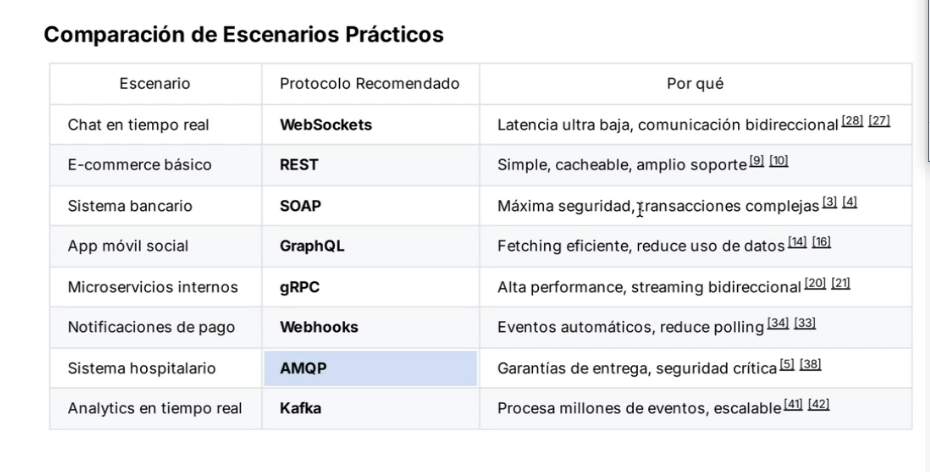 Comparación de Escenarios Prácticos
Escenario Protocolo Recomendado Por qué
Chat en tiempo real WebSockets Latencia ultra baja, comunicación bidireccional [28] [27]
E-commerce básico REST Simple, cacheable, amplio soporte [9] [10]
Sistema bancario SOAP Máxima seguridad, transacciones complejas [3] [4]
App móvil social GraphQL Fetching eficiente, reduce uso de datos [14] [16]
Microservicios internos gRPC Alta performance, streaming bidireccional [20] [21]
Notificaciones de pago Webhooks Eventos automáticos, reduce polling [34] [33]
Sistema hospitalario AMQP Garantías de entrega, seguridad crítica [5] [38]
Analytics en tiempo real Kafka Procesa millones de eventos, escalable [41] [42]